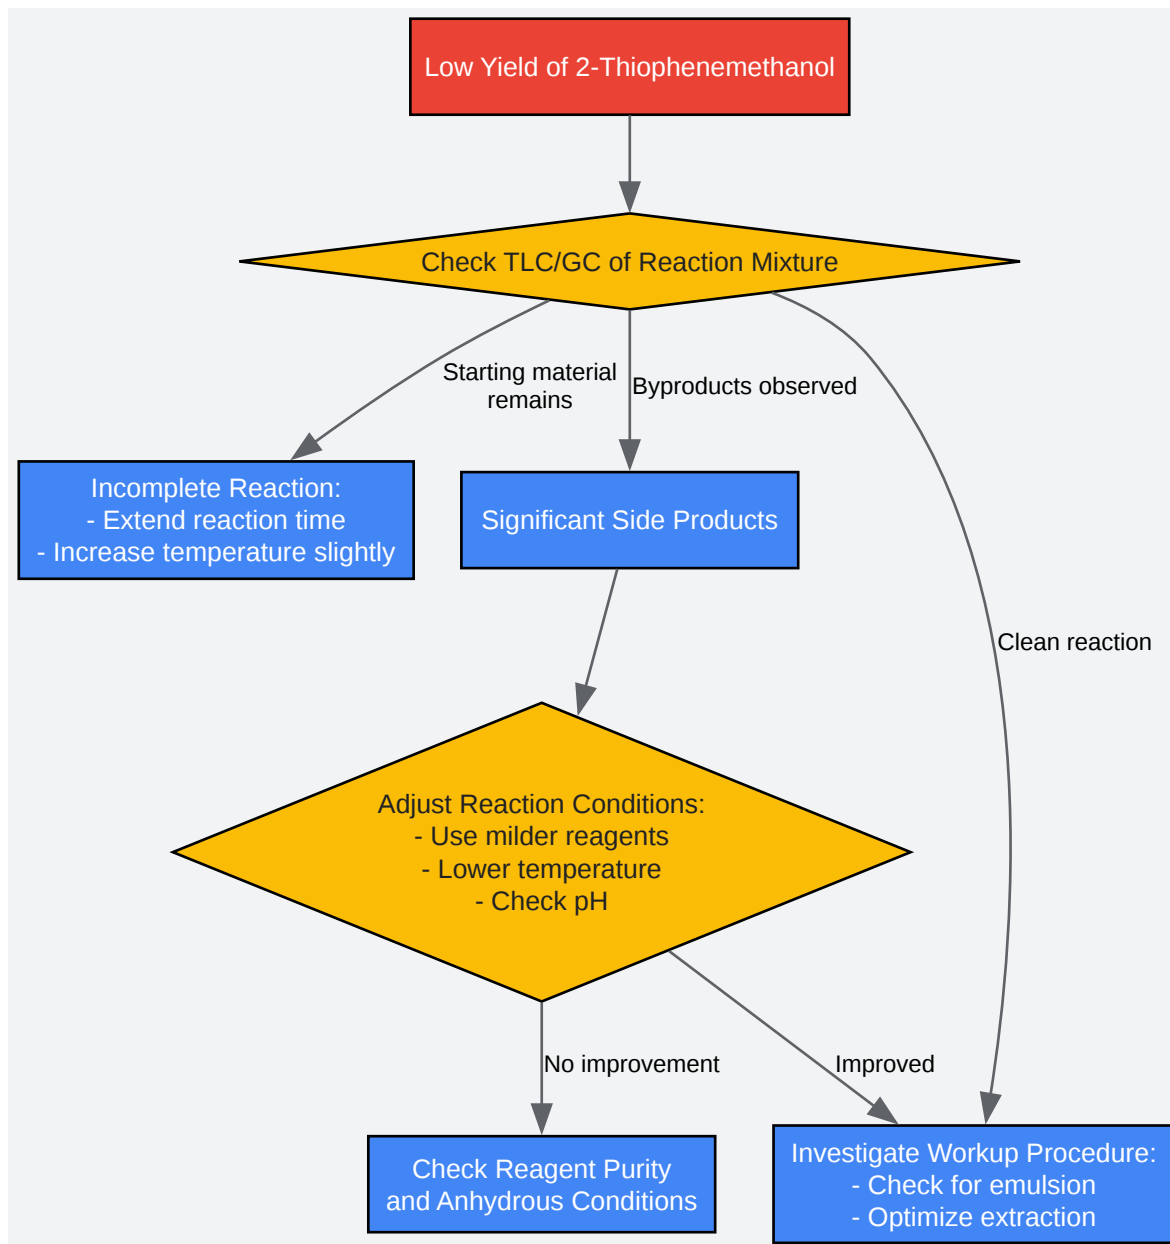 Low Yield of 2-Thiophenemethanol
Check TLC/GC of Reaction Mixture
Starting material
remains
Byproducts observed
Incomplete Reaction:
- Extend reaction time
- Increase temperature slightly
Significant Side Products
Clean reaction
Adjust Reaction Conditions:
- Use milder reagents
- Lower temperature
- Check pH
No improvement
Improved
Check Reagent Purity
and Anhydrous Conditions
Investigate Workup Procedure:
- Check for emulsion
- Optimize extraction